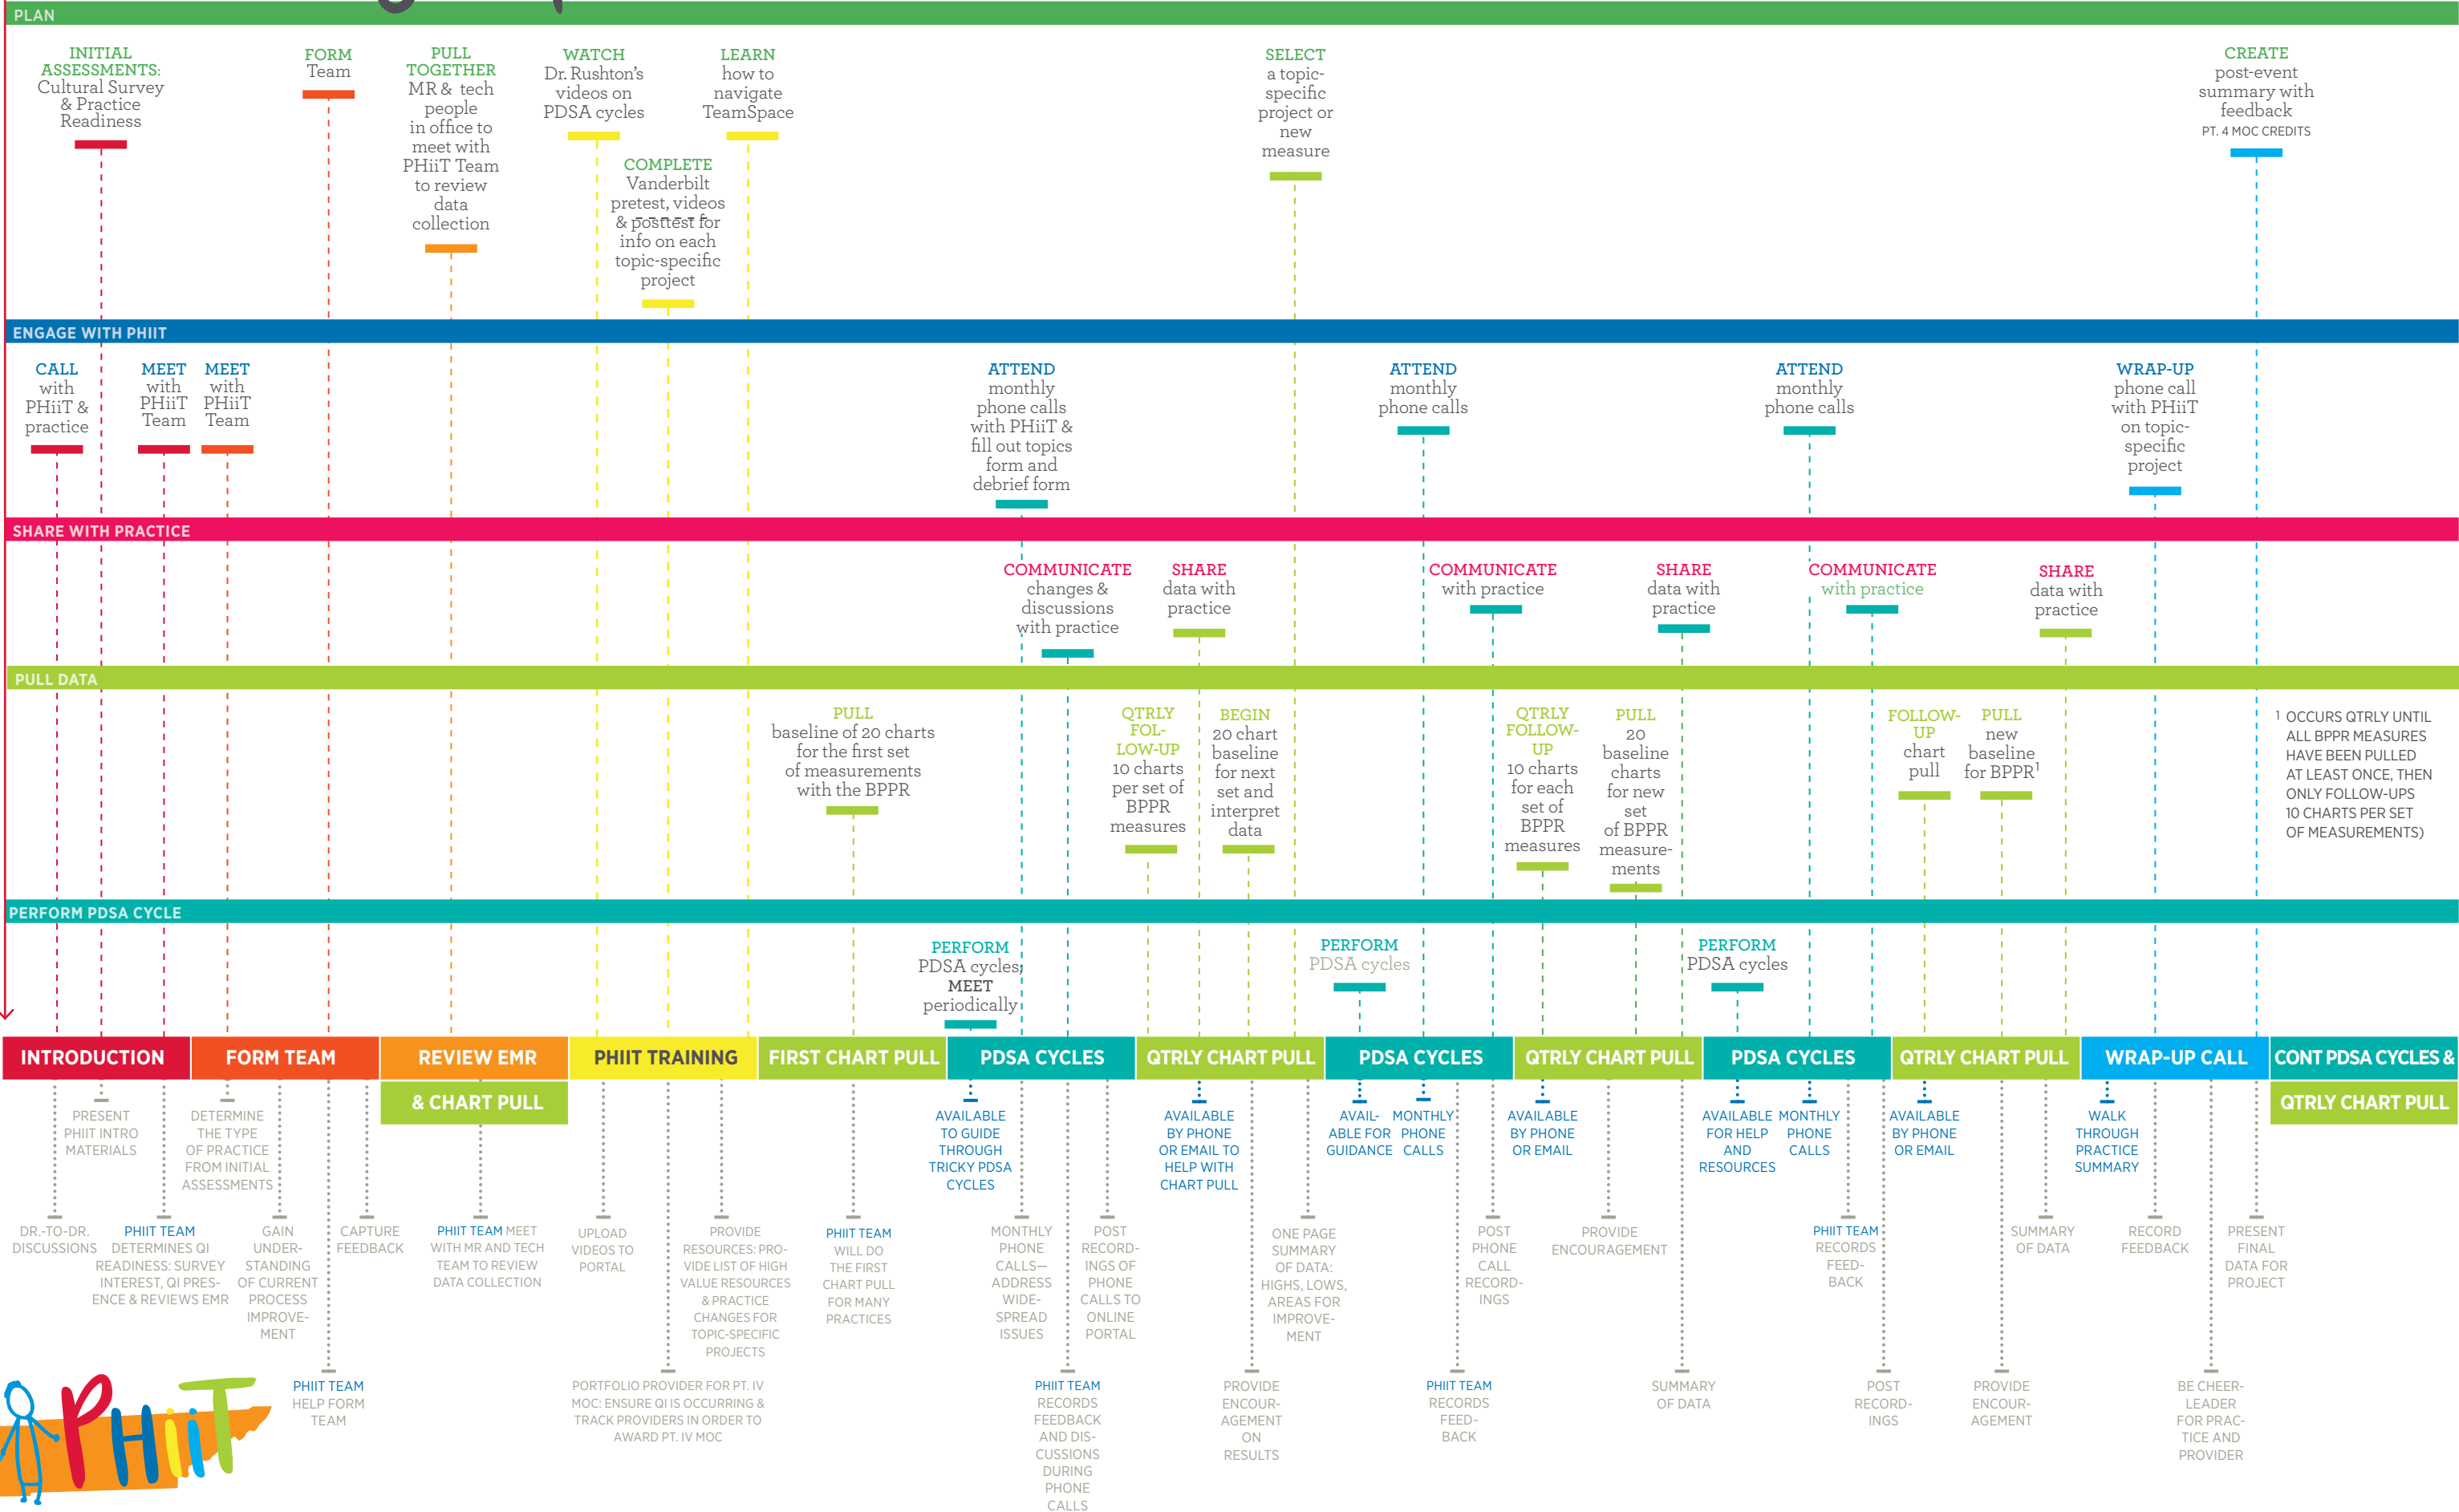 PLAN
INITIAL
ASSESSMENTS:
Cultural Survey
& Practice
Readiness
FORM
Team
PULL
TOGETHER
MR & tech
people
in office to
meet with
PHiiT Team
to review
data
collection
WATCH
Dr. Rushton's
videos on
PDSA cycles
COMPLETE
Vanderbilt
pretest, videos
& posttest for
info on each
topic-specific
project
LEARN
how to
navigate
TeamSpace
SELECT
a topic-
specific
project or
new
measure
CREATE
post-event
summary with
feedback
PT. 4 MOC CREDITS
ENGAGE WITH PHIIT
CALL
with
PHiiT &
practice
MEET
with
PHiiT
Team
MEET
with
PHiiT
Team
ATTEND
monthly
phone calls
with PHiiT &
fill out topics
form and
debrief form
ATTEND
monthly
phone calls
ATTEND
monthly
phone calls
WRAP-UP
phone call
with PHiiT
on topic-
specific
project
SHARE WITH PRACTICE
COMMUNICATE
changes &
discussions
with practice
SHARE
data with
practice
COMMUNICATE
with practice
SHARE
data with
practice
COMMUNICATE
with practice
SHARE
data with
practice
PULL DATA
PULL
baseline of 20 charts
for the first set
of measurements
with the BPPR
QTRLY
FOL-
LOW-UP
10 charts
per set of
BPPR
measures
BEGIN
20 chart
baseline
for next
set and
interpret
data
QTRLY
FOLLOW-
UP
10 charts
for each
set of
BPPR
measures
PULL
20
baseline
charts
for new
set
of BPPR
measure-
ments
FOLLOW-
UP
chart
pull
PULL
new
baseline
for BPPR¹
¹ OCCURS QTRLY UNTIL
ALL BPPR MEASURES
HAVE BEEN PULLED
AT LEAST ONCE, THEN
ONLY FOLLOW-UPS
10 CHARTS PER SET
OF MEASUREMENTS)
PERFORM PDSA CYCLE
PERFORM
PDSA cycles;
MEET
periodically
PERFORM
PDSA cycles
PERFORM
PDSA cycles
INTRODUCTION
FORM TEAM
REVIEW EMR
& CHART PULL
PHIIT TRAINING
FIRST CHART PULL
PDSA CYCLES
QTRLY CHART PULL
PDSA CYCLES
QTRLY CHART PULL
PDSA CYCLES
QTRLY CHART PULL
WRAP-UP CALL
CONT PDSA CYCLES &
QTRLY CHART PULL
PRESENT
PHIIT INTRO
MATERIALS
DETERMINE
THE TYPE
OF PRACTICE
FROM INITIAL
ASSESSMENTS
AVAILABLE
TO GUIDE
THROUGH
TRICKY PDSA
CYCLES
AVAILABLE
BY PHONE
OR EMAIL TO
HELP WITH
CHART PULL
AVAIL-
ABLE FOR
GUIDANCE
MONTHLY
PHONE
CALLS
AVAILABLE
BY PHONE
OR EMAIL
AVAILABLE
FOR HELP
AND
RESOURCES
MONTHLY
PHONE
CALLS
AVAILABLE
BY PHONE
OR EMAIL
WALK
THROUGH
PRACTICE
SUMMARY
DR.-TO-DR.
DISCUSSIONS
PHIIT TEAM
DETERMINES QI
READINESS: SURVEY
INTEREST, QI PRES-
ENCE & REVIEWS EMR
GAIN
UNDER-
STANDING
OF CURRENT
PROCESS
IMPROVE-
MENT
CAPTURE
FEEDBACK
PHIIT TEAM MEET
WITH MR AND TECH
TEAM TO REVIEW
DATA COLLECTION
UPLOAD
VIDEOS TO
PORTAL
PROVIDE
RESOURCES: PRO-
VIDE LIST OF HIGH
VALUE RESOURCES
& PRACTICE
CHANGES FOR
TOPIC-SPECIFIC
PROJECTS
PHIIT TEAM
WILL DO
THE FIRST
CHART PULL
FOR MANY
PRACTICES
MONTHLY
PHONE
CALLS—
ADDRESS
WIDE-
SPREAD
ISSUES
POST
RECORD-
INGS OF
PHONE
CALLS TO
ONLINE
PORTAL
ONE PAGE
SUMMARY
OF DATA:
HIGHS, LOWS,
AREAS FOR
IMPROVE-
MENT
POST
PHONE
CALL
RECORD-
INGS
PROVIDE
ENCOURAGEMENT
PHIIT TEAM
RECORDS
FEED-
BACK
SUMMARY
OF DATA
RECORD
FEEDBACK
PRESENT
FINAL
DATA FOR
PROJECT
PHIIT TEAM
HELP FORM
TEAM
PORTFOLIO PROVIDER FOR PT. IV
MOC: ENSURE QI IS OCCURRING &
TRACK PROVIDERS IN ORDER TO
AWARD PT. IV MOC
PHIIT TEAM
RECORDS
FEEDBACK
AND DIS-
CUSSIONS
DURING
PHONE
CALLS
PROVIDE
ENCOUR-
AGEMENT
ON
RESULTS
PHIIT TEAM
RECORDS
FEED-
BACK
SUMMARY
OF DATA
POST
RECORD-
INGS
PROVIDE
ENCOUR-
AGEMENT
BE CHEER-
LEADER
FOR PRAC-
TICE AND
PROVIDER
PHiiT